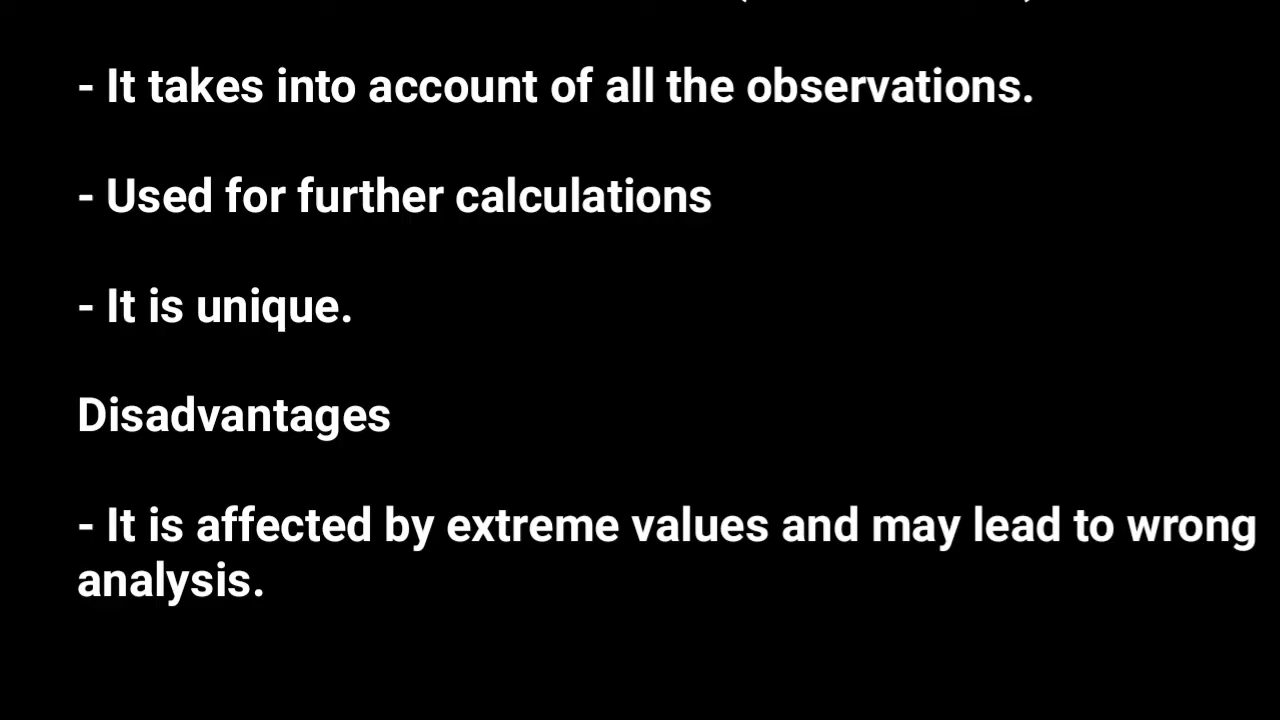 - It takes into account of all the observations.
- Used for further calculations
- It is unique.
Disadvantages
- It is affected by extreme values and may lead to wrong
analysis.